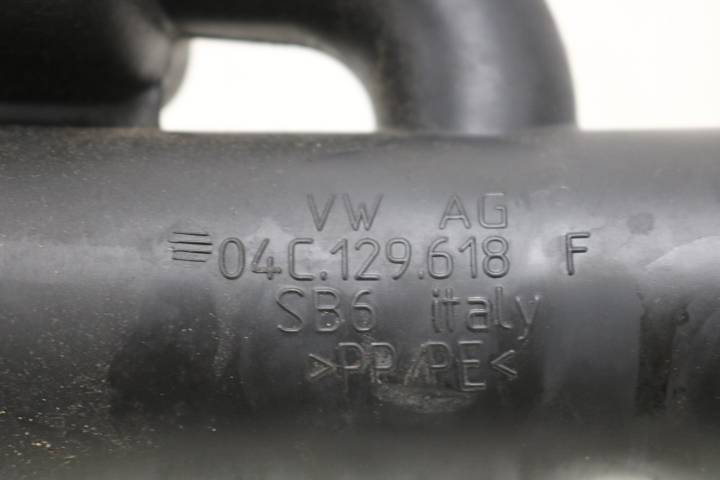 VW AG
04C.129.618 F
SB6 italy
>PP/PE<